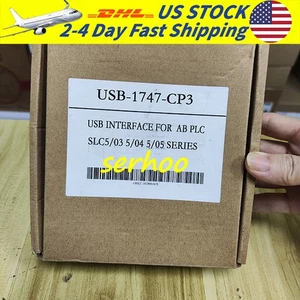 DHL
US STOCK
2-4 Day Fast Shipping
USB-1747-CP3
USB INTERFACE FOR AB PLC
SLC5/03 5/04 5/05 SERIES
serhoo